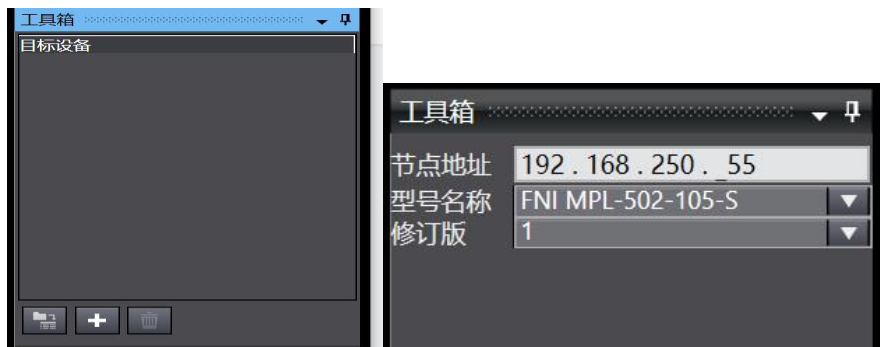 工具箱
目标设备
工具箱
节点地址 192 . 168 . 250 . _55
型号名称 FNI MPL-502-105-S
修订版 1